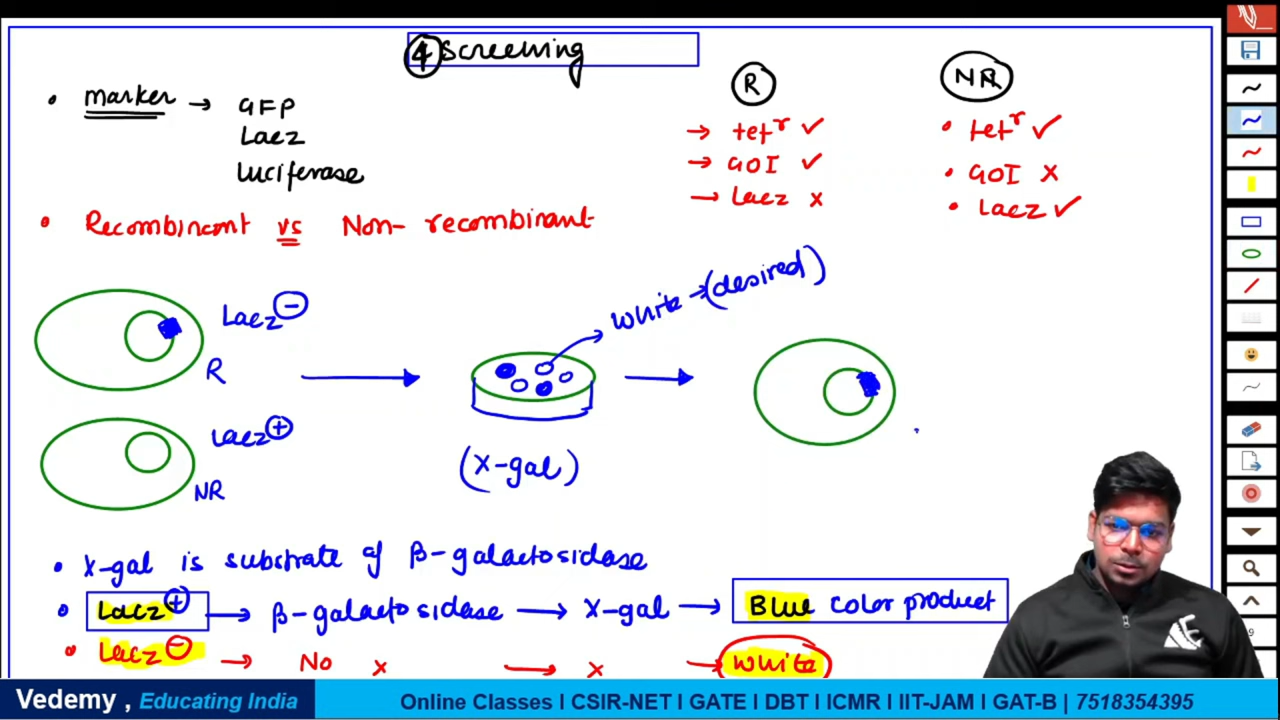 4 Screening
• marker → GFP
LacZ
Luciferase
• Recombinant vs Non-recombinant
R
→ tetʳ ✓
→ GOI ✓
→ LacZ x
NR
• tetʳ ✓
• GOI x
• LacZ ✓
LacZ⊖
R
LacZ⊕
NR
White → (desired)
(X-gal)
• X-gal is substrate of β-galactosidase
• LacZ⊕ → β-galactosidase → X-gal → Blue color product
• LacZ⊖ → No x → x → White
9
Vedemy , Educating India
Online Classes I CSIR-NET I GATE I DBT I ICMR I IIT-JAM I GAT-B | 7518354395